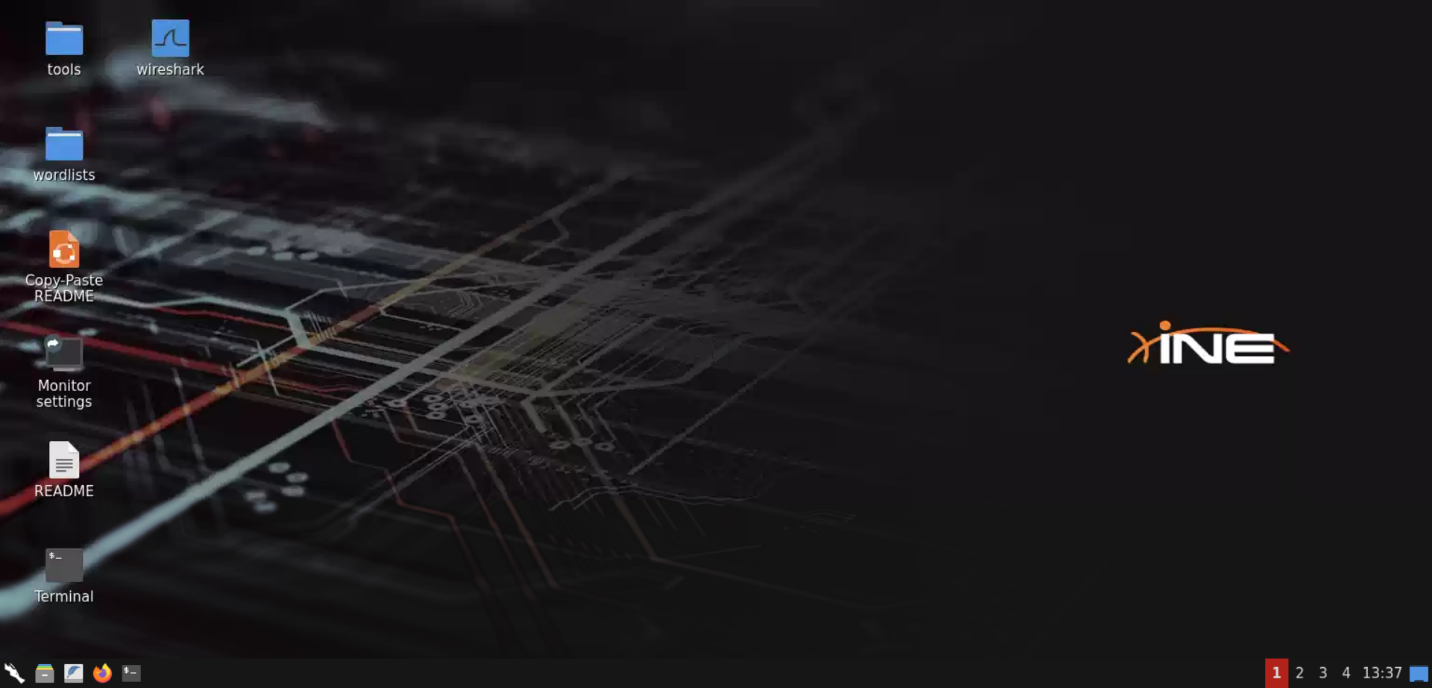 tools
wireshark
wordlists
Copy-Paste
README
Monitor
settings
README
$_
Terminal
iNE
$_
1 2 3 4 13:37